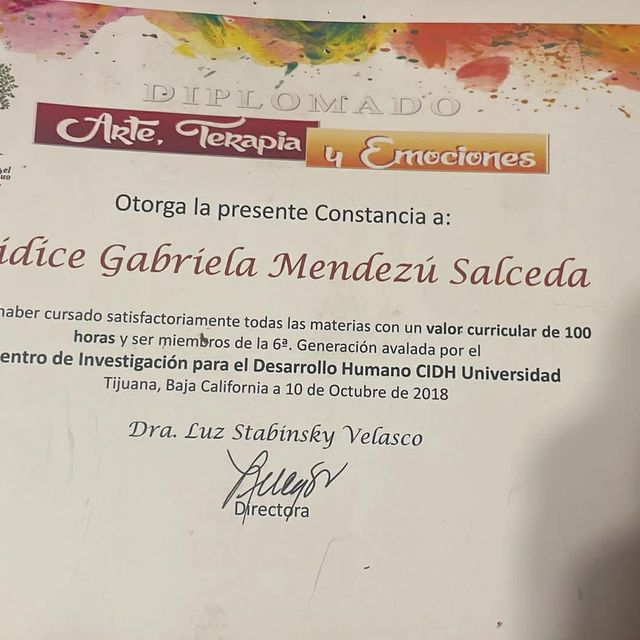 DIPLOMADO
Arte, Terapia
y Emociones
el
uo
Otorga la presente Constancia a:
ídice Gabriela Mendezú Salceda
haber cursado satisfactoriamente todas las materias con un valor curricular de 100
horas y ser miembros de la 6ª. Generación avalada por el
entro de Investigación para el Desarrollo Humano CIDH Universidad
Tijuana, Baja California a 10 de Octubre de 2018
Dra. Luz Stabinsky Velasco
Directora